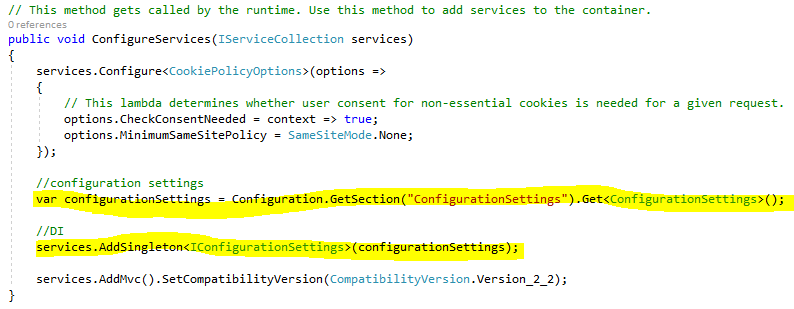 // This method gets called by the runtime. Use this method to add services to the container.
0 references
public void ConfigureServices(IServiceCollection services)
{
    services.Configure<CookiePolicyOptions>(options =>
    {
        // This lambda determines whether user consent for non-essential cookies is needed for a given request.
        options.CheckConsentNeeded = context => true;
        options.MinimumSameSitePolicy = SameSiteMode.None;
    });

    //configuration settings
    var configurationSettings = Configuration.GetSection("ConfigurationSettings").Get<ConfigurationSettings>();

    //DI
    services.AddSingleton<IConfigurationSettings>(configurationSettings);

    services.AddMvc().SetCompatibilityVersion(CompatibilityVersion.Version_2_2);
}